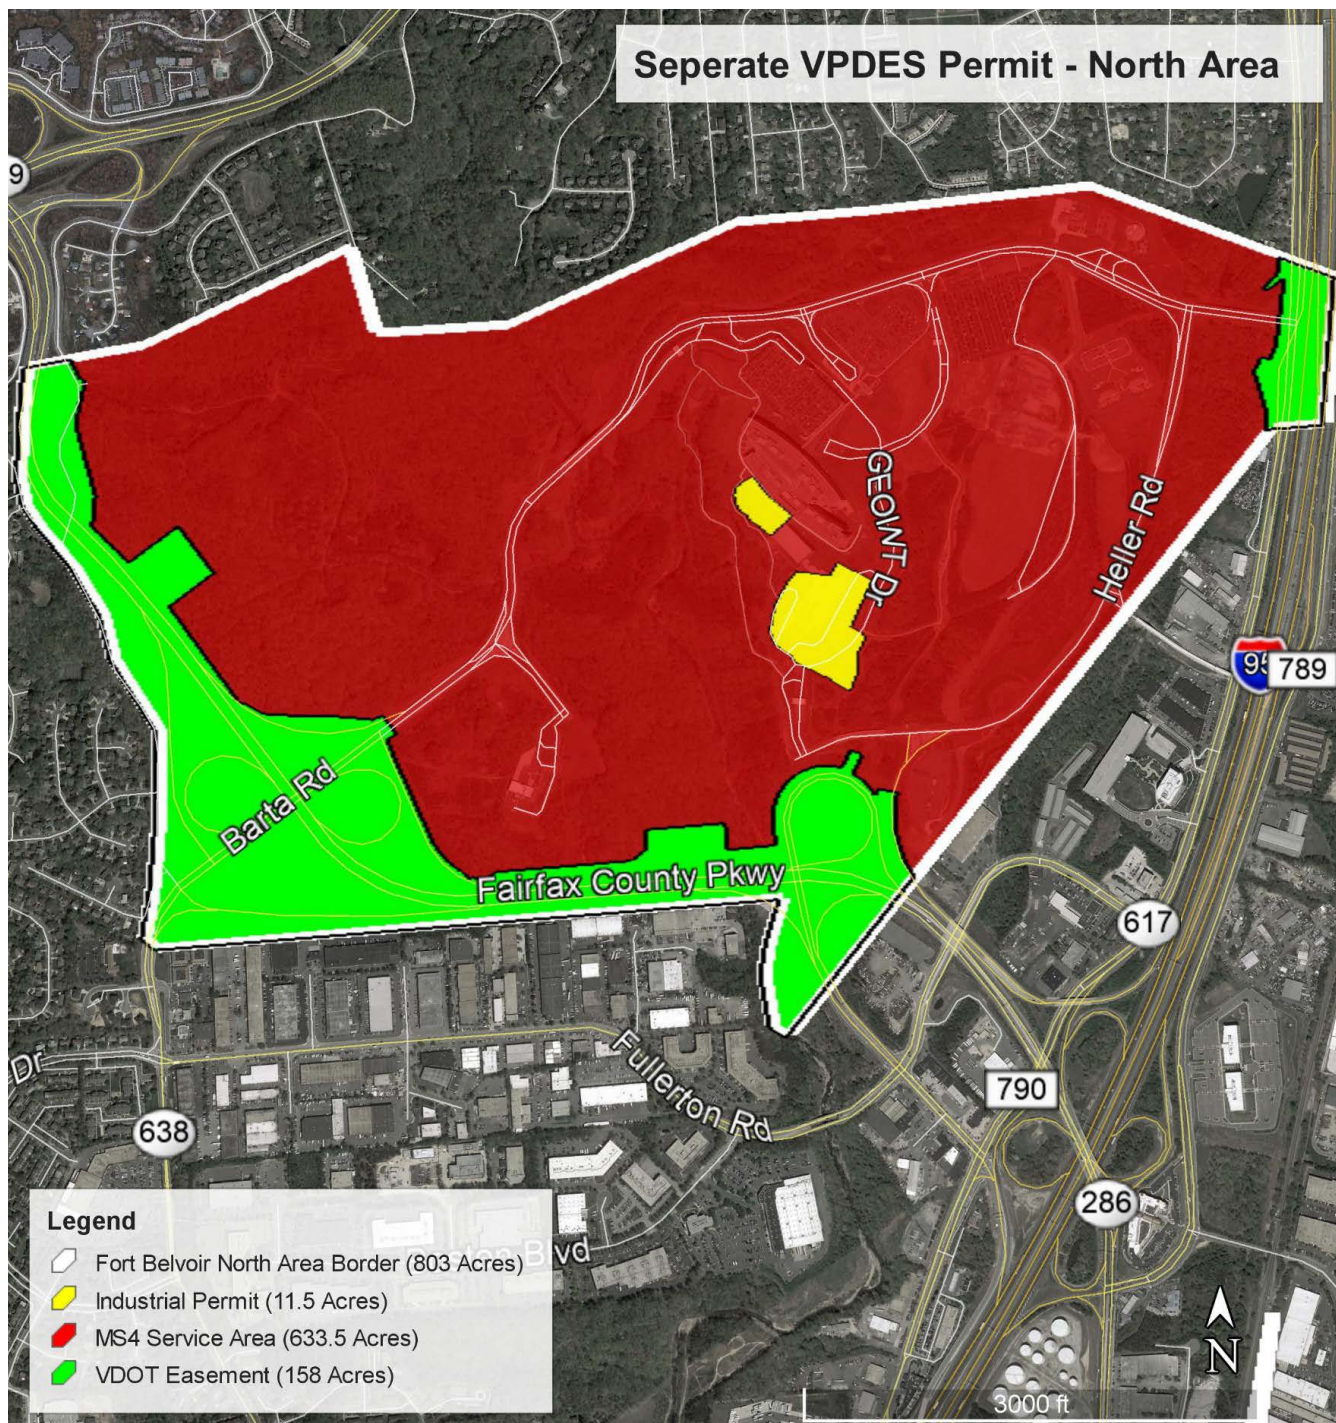 Seperate VPDES Permit - North Area
9
GEOINT Dr
Heller Rd
95
789
Barta Rd
Fairfax County Pkwy
617
Dr
Fullerton Rd
790
638
286
Legend
Blvd
Fort Belvoir North Area Border (803 Acres)
Industrial Permit (11.5 Acres)
MS4 Service Area (633.5 Acres)
VDOT Easement (158 Acres)
N
3000 ft